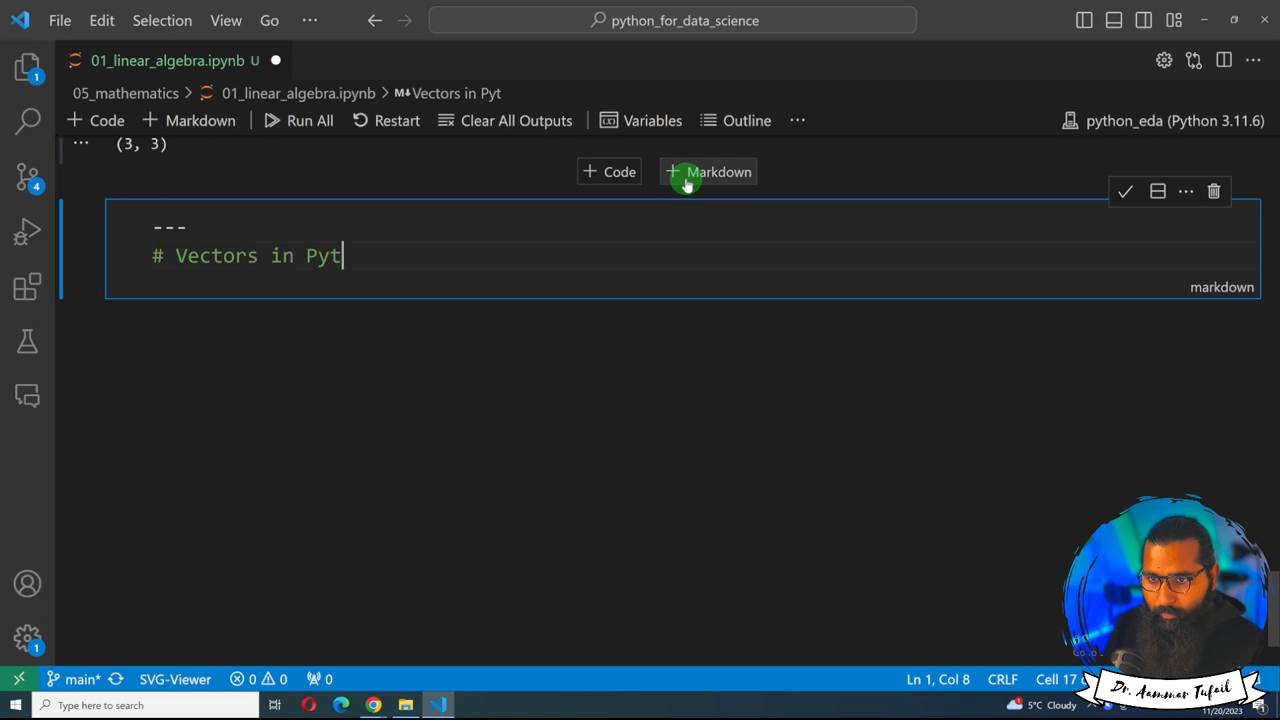 File Edit Selection View Go ··· python_for_data_science
01_linear_algebra.ipynb U
05_mathematics > 01_linear_algebra.ipynb > M↓Vectors in Pyt
+ Code + Markdown Run All Restart Clear All Outputs Variables Outline ··· python_eda (Python 3.11.6)
··· (3, 3)
+ Code + Markdown
---
# Vectors in Pyt
markdown
1
4
1
main* SVG-Viewer 0 0 0 Ln 1, Col 8 CRLF Cell 17
Dr. Aammar Tufail
Type here to search 5°C Cloudy 11/20/2023